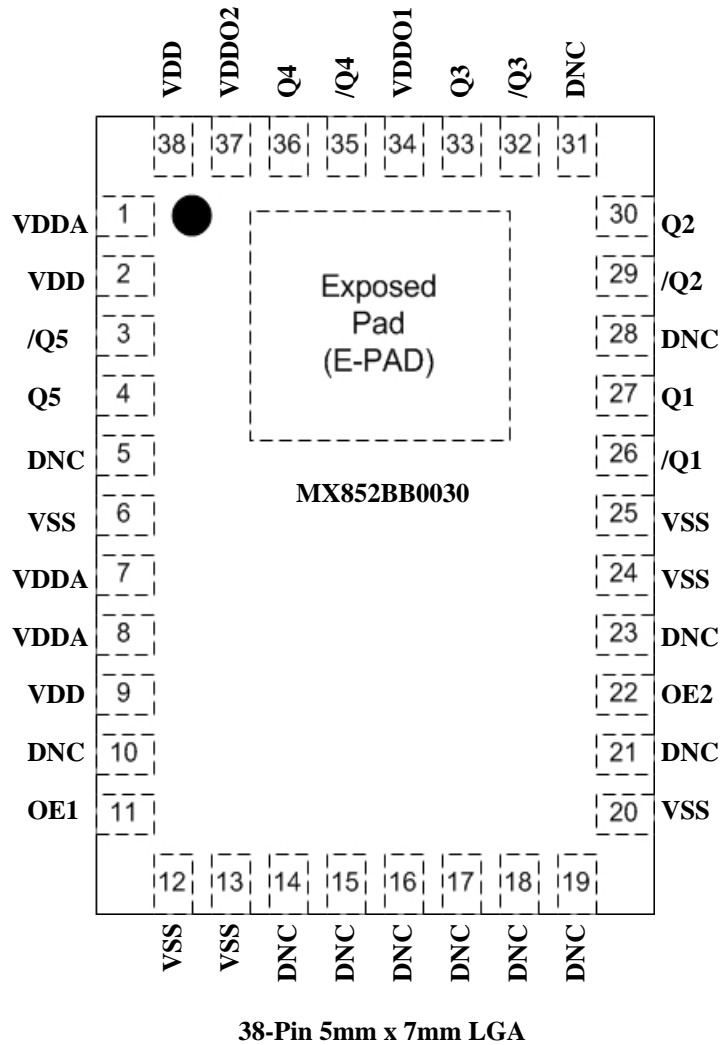 VDD VDDO2 Q4 /Q4 VDDO1 Q3 /Q3 DNC
38 37 36 35 34 33 32 31
VDDA 1 30 Q2
VDD 2 29 /Q2
/Q5 3 28 DNC
Q5 4 27 Q1
DNC 5 26 /Q1
VSS 6 25 VSS
VDDA 7 24 VSS
VDDA 8 23 DNC
VDD 9 22 OE2
DNC 10 21 DNC
OE1 11 20 VSS
Exposed
Pad
(E-PAD)
MX852BB0030
12 13 14 15 16 17 18 19
VSS VSS DNC DNC DNC DNC DNC DNC
38-Pin 5mm x 7mm LGA